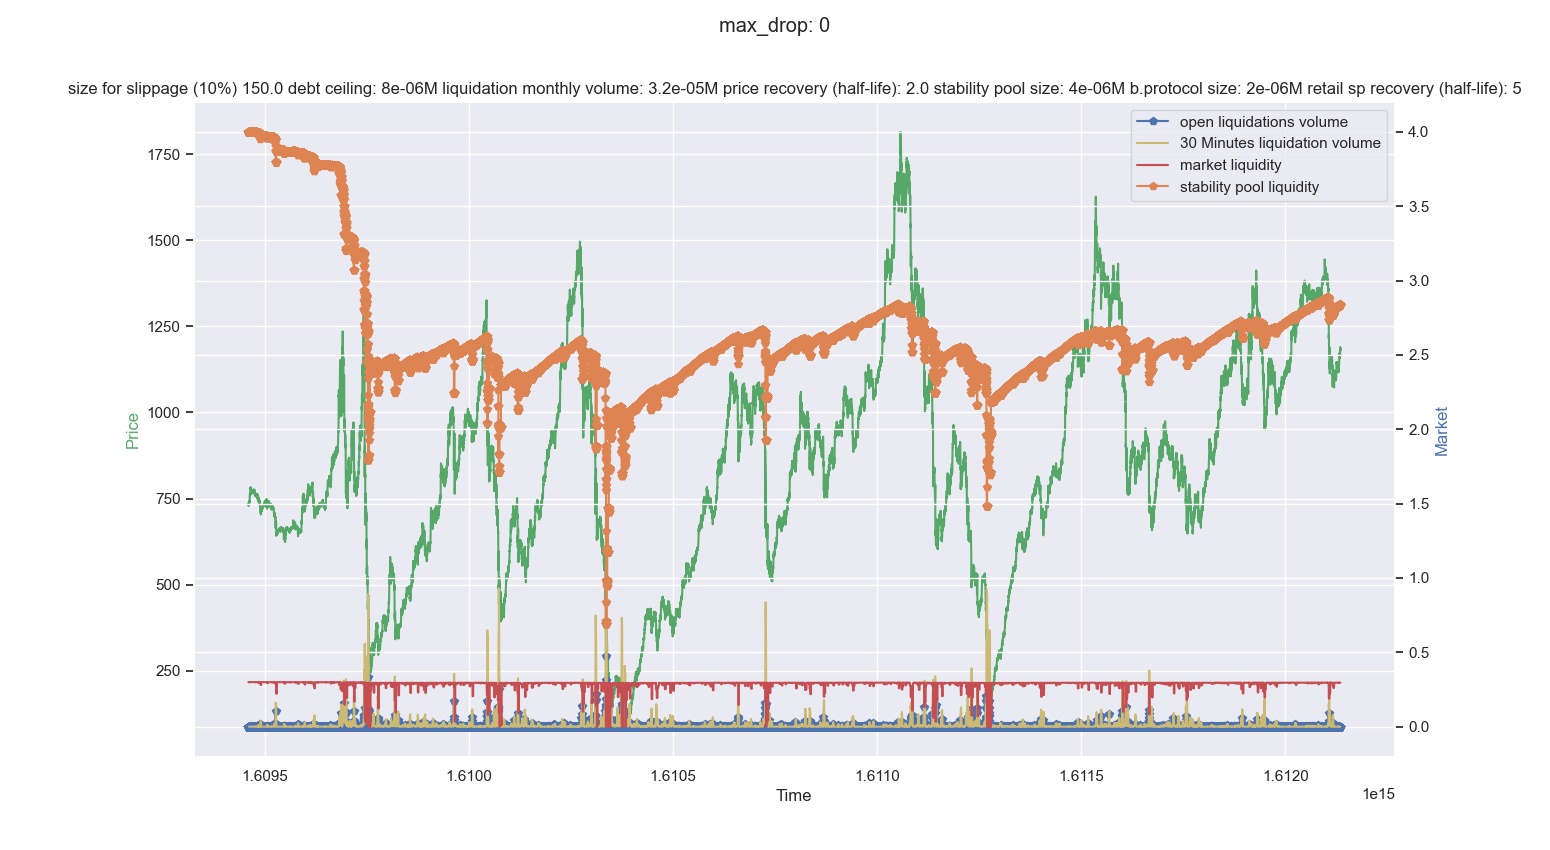 max_drop: 0
size for slippage (10%) 150.0 debt ceiling: 8e-06M liquidation monthly volume: 3.2e-05M price recovery (half-life): 2.0 stability pool size: 4e-06M b.protocol size: 2e-06M retail sp recovery (half-life): 5
open liquidations volume
30 Minutes liquidation volume
market liquidity
stability pool liquidity
1750
1500
1250
1000
750
500
250
Price
4.0
3.5
3.0
2.5
2.0
1.5
1.0
0.5
0.0
Market
1.6095 1.6100 1.6105 1.6110 1.6115 1.6120
1e15
Time